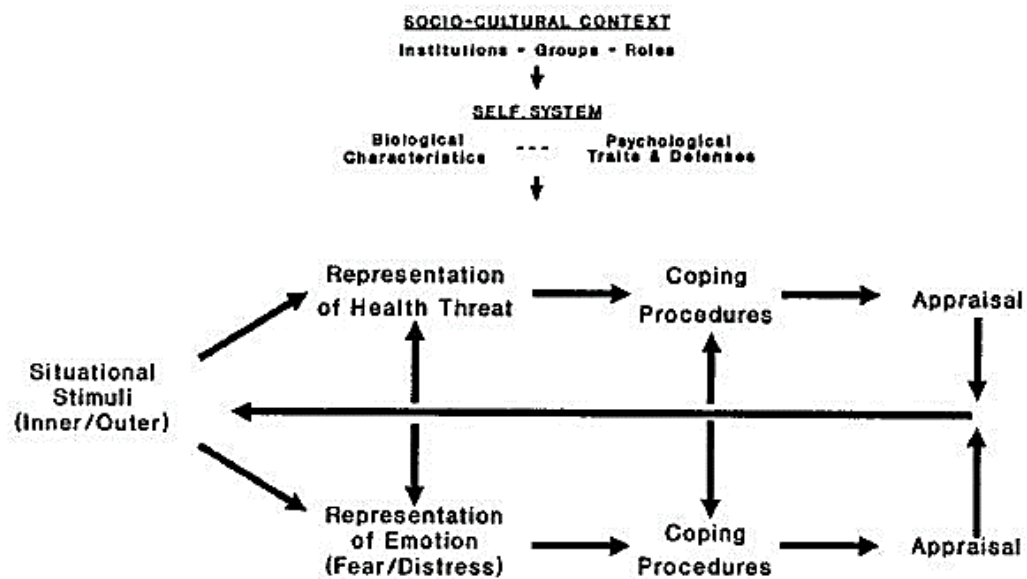 SOCIO-CULTURAL CONTEXT
Institutions - Groups - Roles
SELF SYSTEM
Biological
Characteristics
---
Psychological
Traits & Defenses
Representation
of Health Threat
Coping
Procedures
Appraisal
Situational
Stimuli
(Inner/Outer)
Representation
of Emotion
(Fear/Distress)
Coping
Procedures
Appraisal